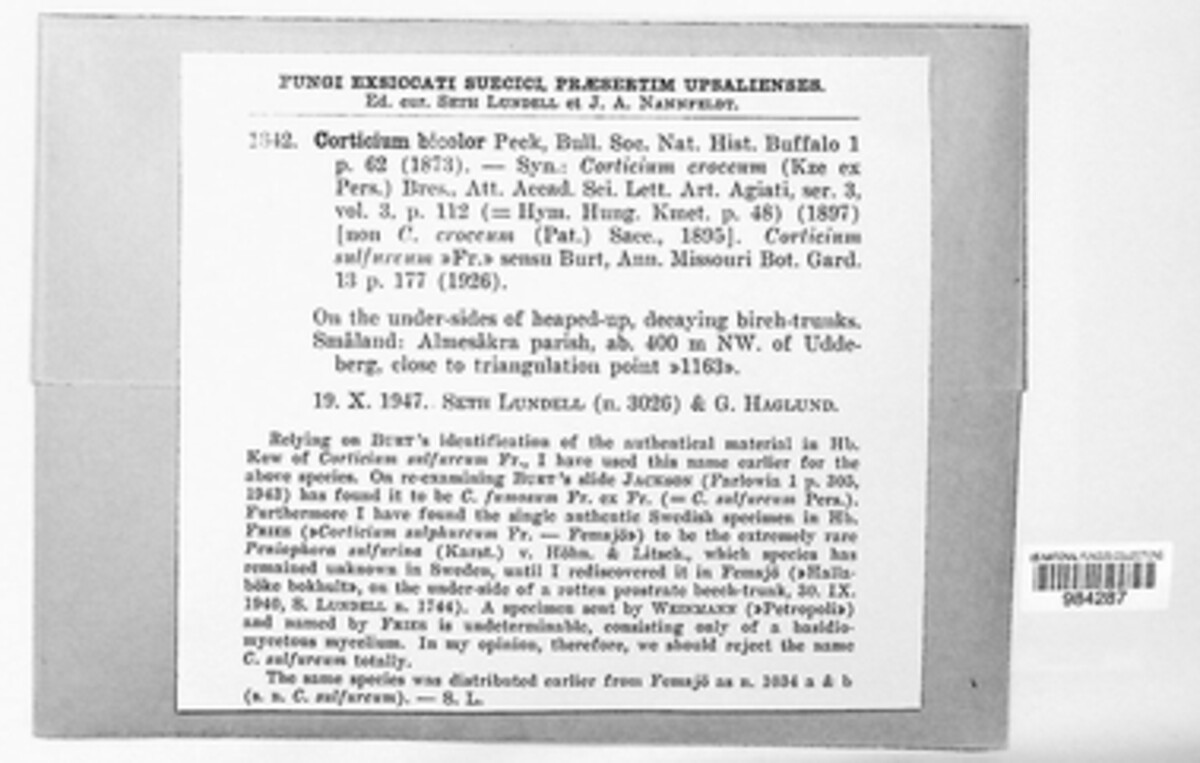 FUNGI EXSICCATI SUECICI, PRÆSERTIM UPSALIENSES.
Ed. cur. SETH LUNDELL et J. A. NANNFELDT.
1342. Corticium bicolor Peck, Bull. Soc. Nat. Hist. Buffalo 1
p. 62 (1873). — Syn.: Corticium croceum (Kze ex
Pers.) Bres., Att. Accad. Sci. Lett. Art. Agiati, ser. 3,
vol. 3, p. 112 (= Hym. Hung. Kmet. p. 48) (1897)
[non C. croceum (Pat.) Sacc., 1895]. Corticium
sulfureum »Fr.» sensu Burt, Ann. Missouri Bot. Gard.
13 p. 177 (1926).
On the under-sides of heaped-up, decaying birch-trunks.
Småland: Almesåkra parish, ab. 400 m NW. of Udde-
berg, close to triangulation point »1163».
19. X. 1947. SETH LUNDELL (n. 3026) & G. HAGLUND.
Relying on BURT's identification of the authentical material in Hb.
Kew of Corticium sulfureum Fr., I have used this name earlier for the
above species. On re-examining BURT's slide JACKSON (Farlowia 1 p. 305,
1943) has found it to be C. fumosum Fr. ex Fr. (= C. sulfureum Pers.).
Furthermore I have found the single authentic Swedish specimen in Hb.
FRIES (»Corticium sulphureum Fr. — Femsjö») to be the extremely rare
Peniophora sulfurina (Karst.) v. Höhn. & Litsch., which species has
remained unknown in Sweden, until I rediscovered it in Femsjö (»Halla-
böke bokhult», on the under-side of a rotten prostrate beech-trunk, 30. IX.
1940, S. LUNDELL n. 1744). A specimen sent by WEINMANN (»Petropoli»)
and named by FRIES is undeterminable, consisting only of a basidio-
mycetous mycelium. In my opinion, therefore, we should reject the name
C. sulfureum totally.
The same species was distributed earlier from Femsjö as n. 1034 a & b
(s. n. C. sulfureum). — S. L.
US NATIONAL FUNGUS COLLECTIONS
984287